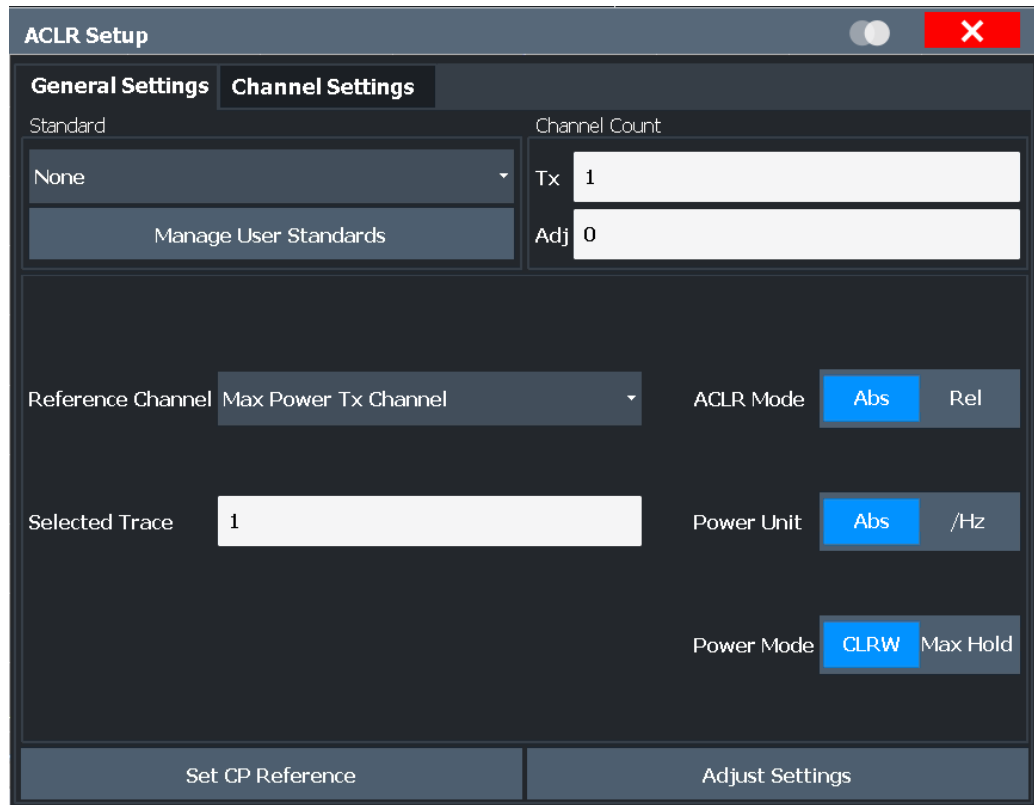 ACLR Setup
General Settings Channel Settings
Standard
None
Manage User Standards
Channel Count
Tx 1
Adj 0
Reference Channel Max Power Tx Channel
ACLR Mode Abs Rel
Selected Trace 1
Power Unit Abs /Hz
Power Mode CLRW Max Hold
Set CP Reference
Adjust Settings